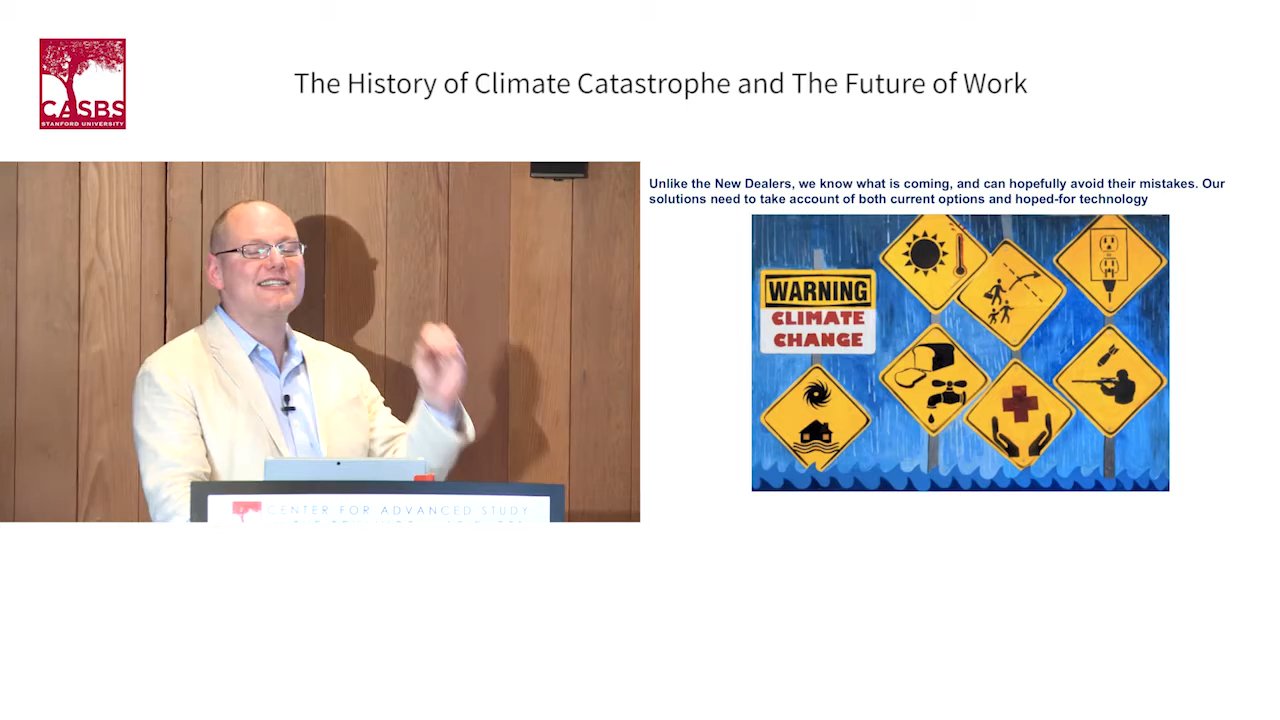 CASBS
STANFORD UNIVERSITY
The History of Climate Catastrophe and The Future of Work
Unlike the New Dealers, we know what is coming, and can hopefully avoid their mistakes. Our
solutions need to take account of both current options and hoped-for technology
WARNING
CLIMATE
CHANGE
CENTER FOR ADVANCED STUDY